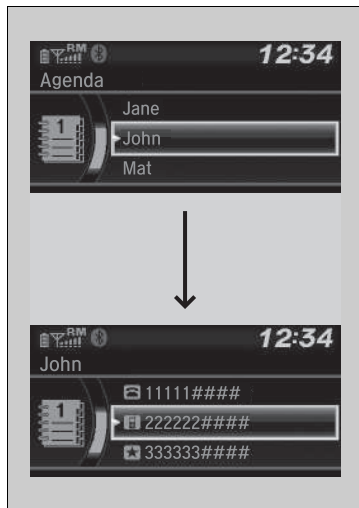 RM 12:34
Agenda
1
Jane
John
Mat
RM 12:34
John
1
11111####
222222####
333333####